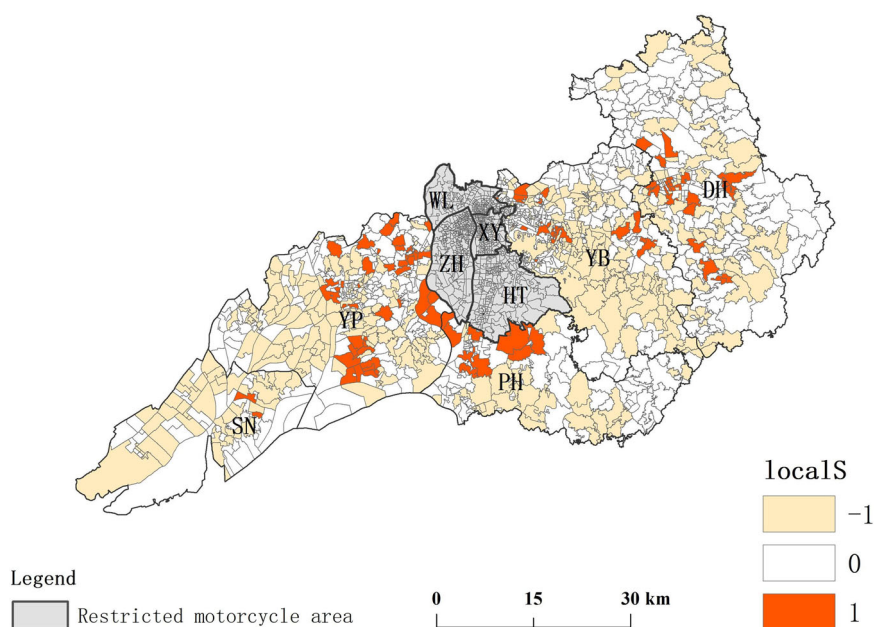 WL
DH
XY
YB
ZH
HT
YP
PH
SN
localS
-1
0
1
Legend
Restricted motorcycle area
0 15 30 km